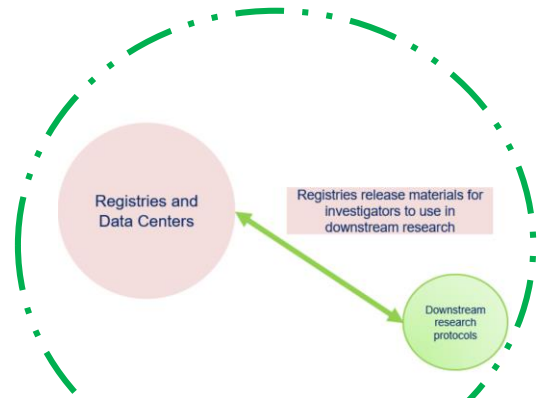 Registries and
Data Centers
Registries release materials for
investigators to use in
downstream research
Downstream
research
protocols